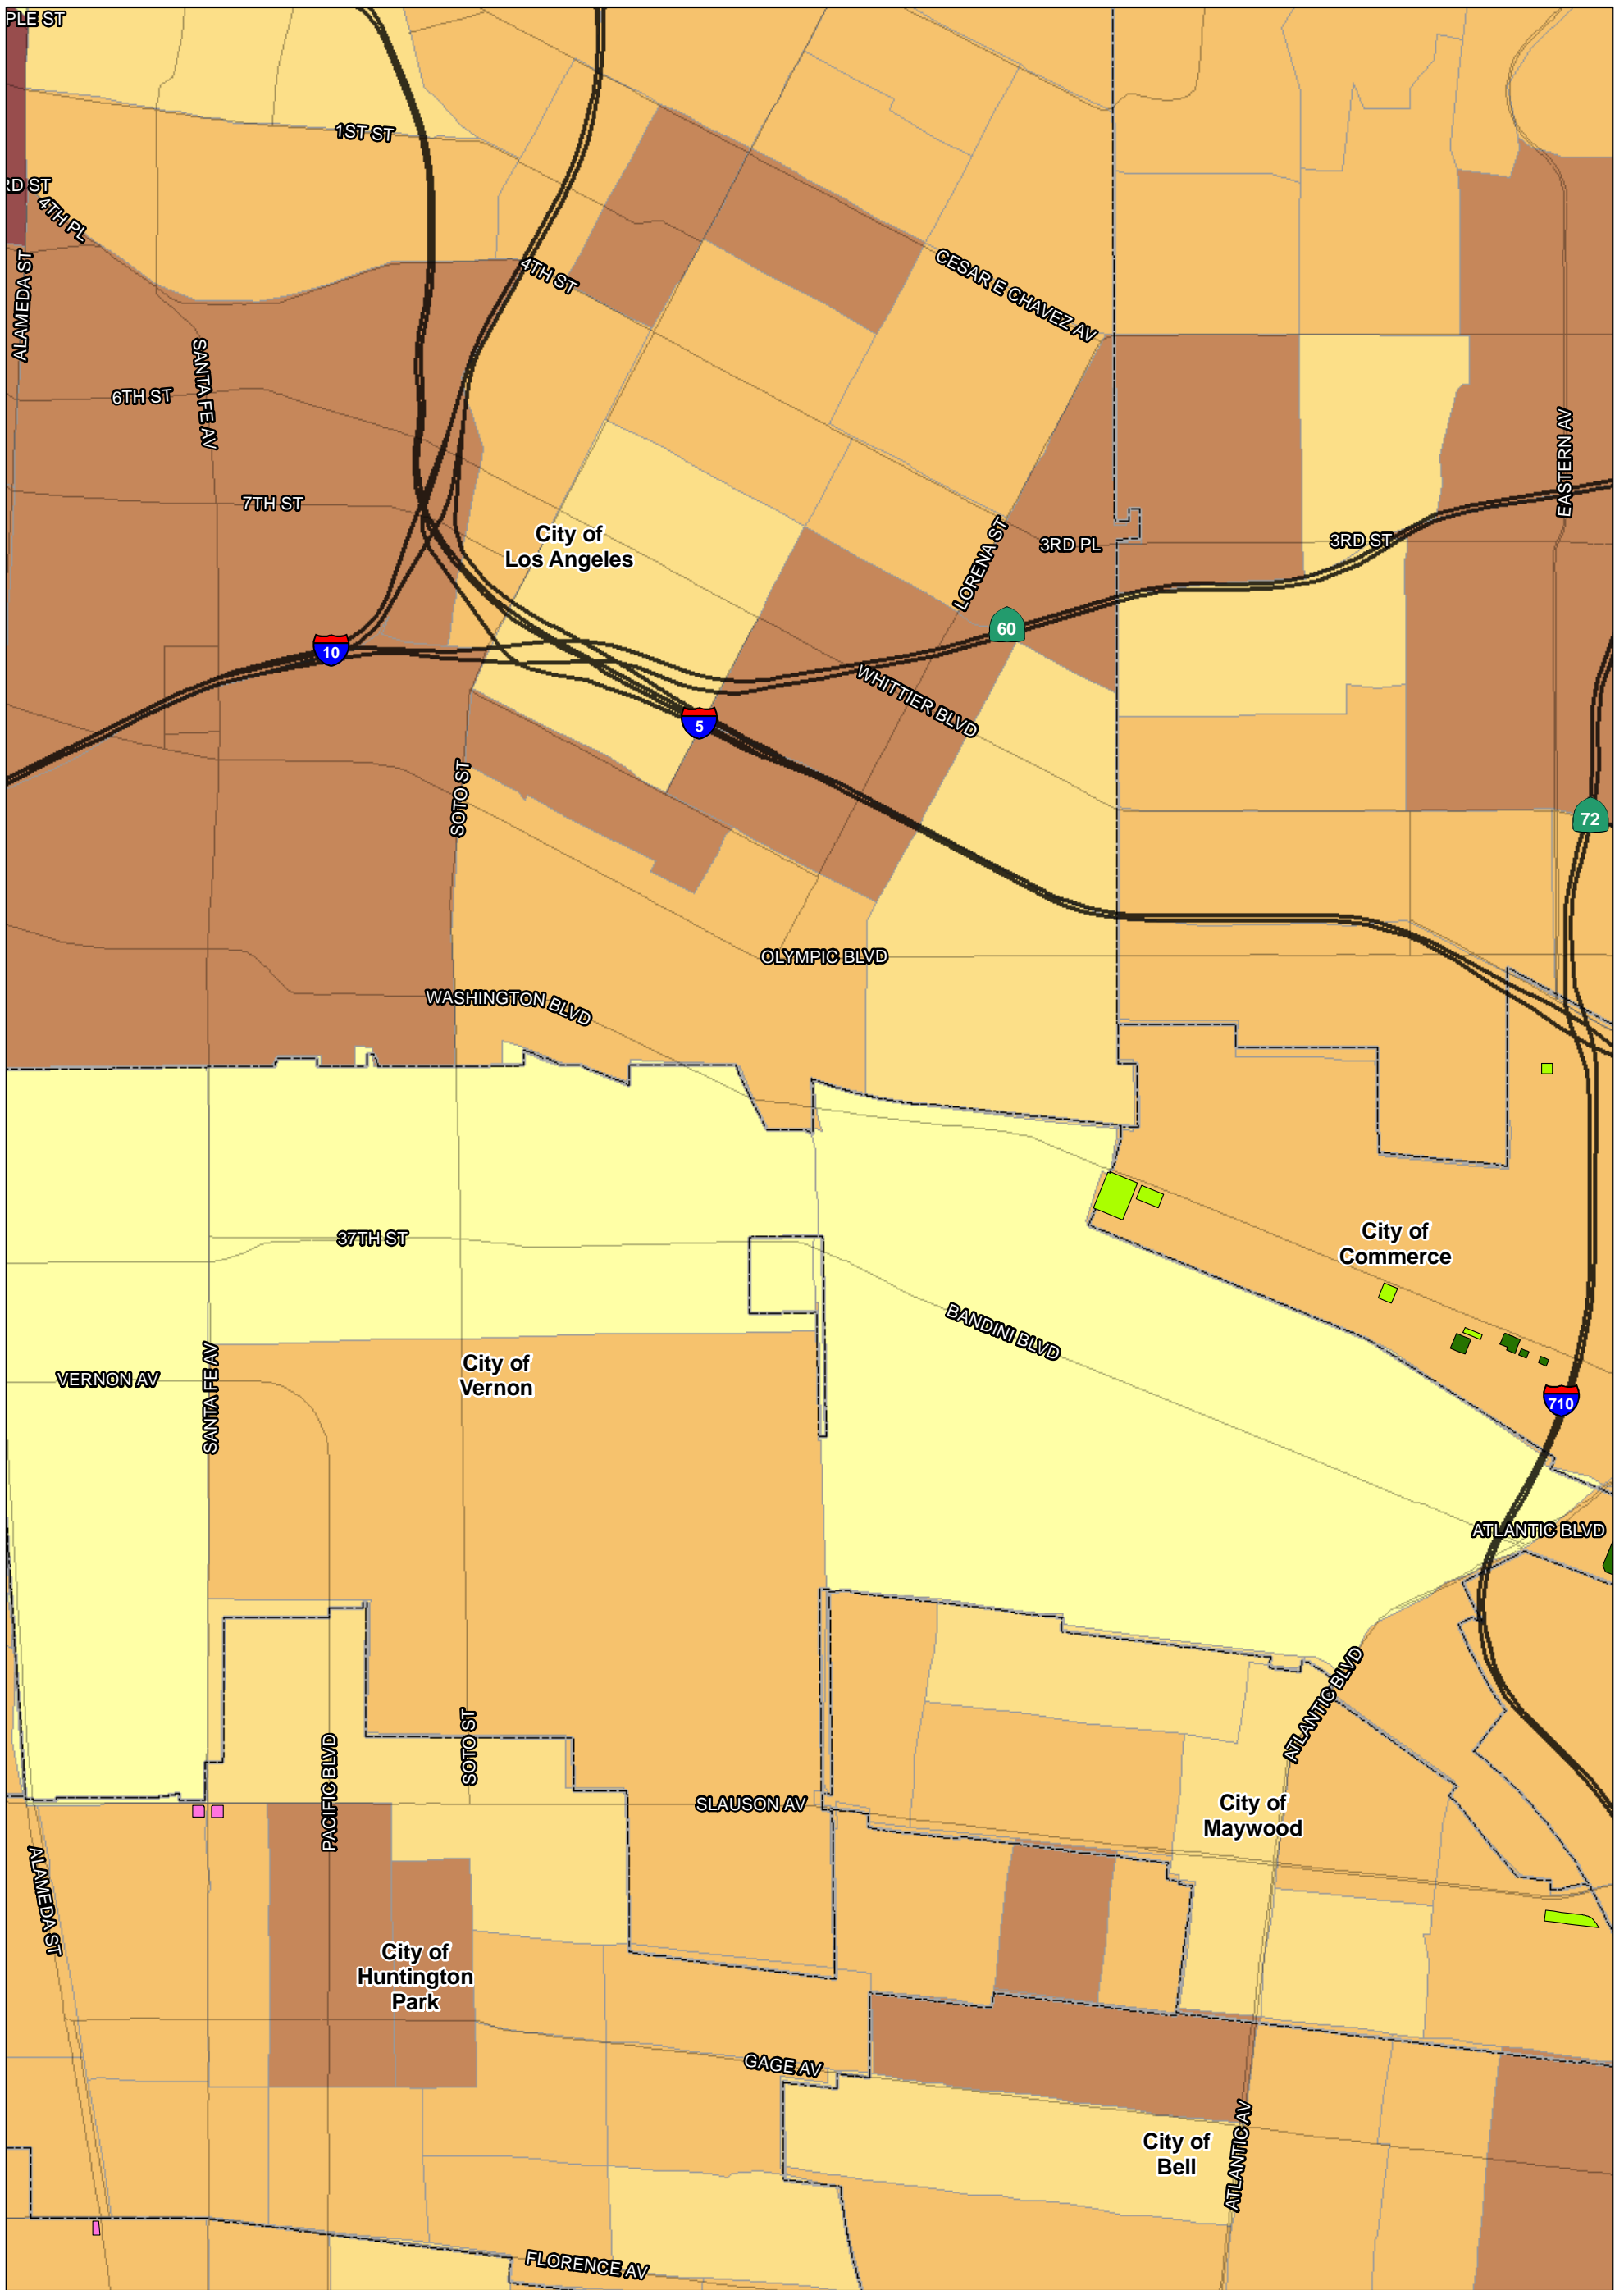 PLE ST
1ST ST
RD ST
4TH PL
ALAMEDA ST
4TH ST
CESAR E CHAVEZ AV
SANTA FE AV
6TH ST
EASTERN AV
7TH ST
City of
Los Angeles
LORENA ST
3RD PL
3RD ST
60
10
WHITTIER BLVD
5
SOTO ST
72
OLYMPIC BLVD
WASHINGTON BLVD
37TH ST
City of
Commerce
BANDINI BLVD
VERNON AV
SANTA FE AV
City of
Vernon
710
ATLANTIC BLVD
ATLANTIC BLVD
SOTO ST
PACIFIC BLVD
SLAUSON AV
City of
Maywood
ALAMEDA ST
City of
Huntington
Park
GAGE AV
City of
Bell
ATLANTIC AV
FLORENCE AV